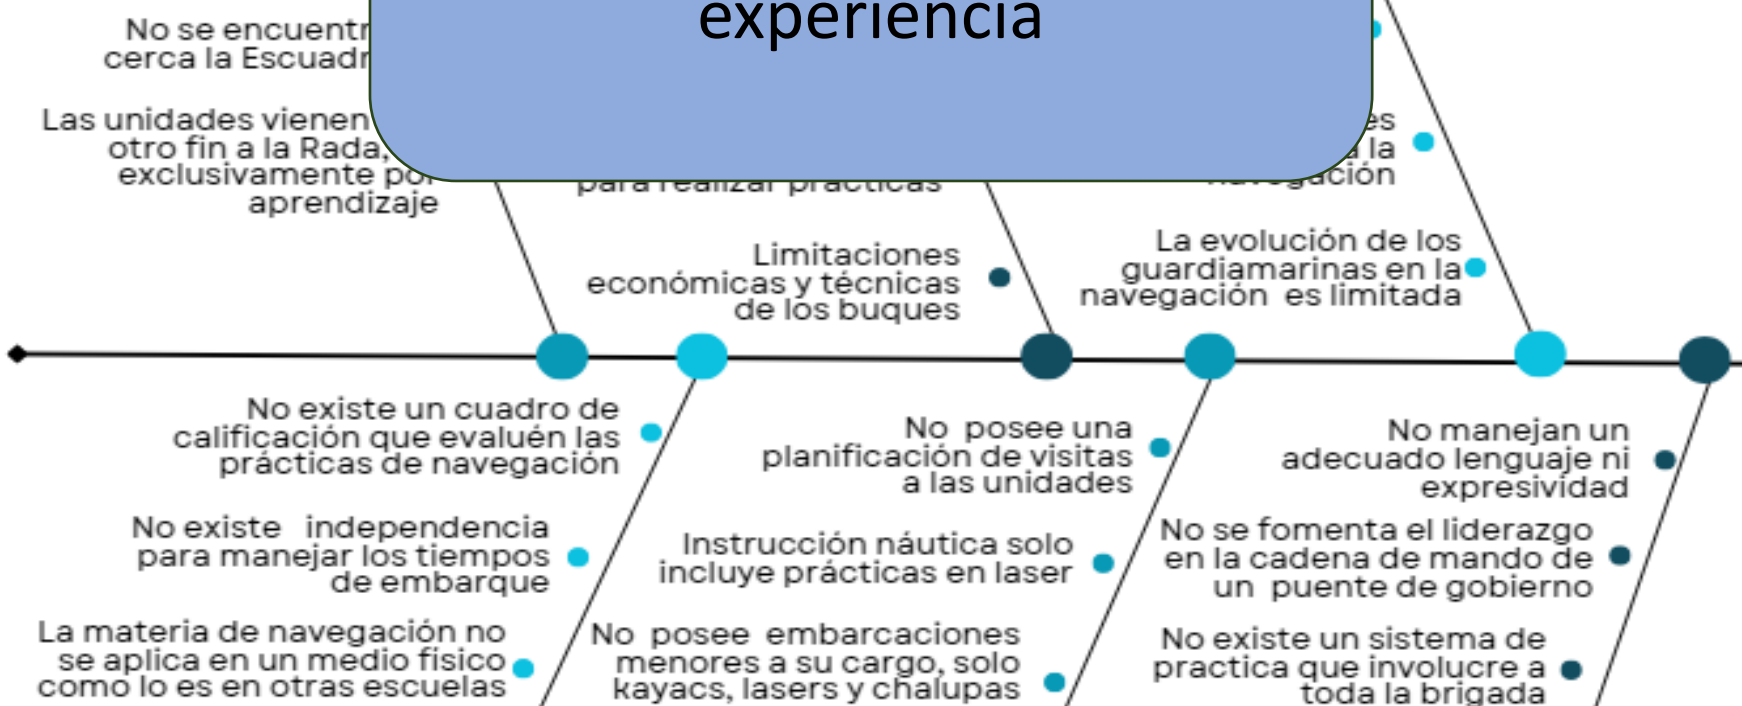 experiencia
No se
cerca la
Las unidades vienen
otro fin a la Rada,
exclusivamente por
aprendizaje
para realizar prácticas
la
navegación
Limitaciones
económicas y técnicas
de los buques
La evolución de los
guardiamarinas en la
navegación es limitada
No existe un cuadro de
calificación que evaluén las
prácticas de navegación
No existe independencia
para manejar los tiempos
de embarque
La materia de navegación no
se aplica en un medio físico
como lo es en otras escuelas
No posee una
planificación de visitas
a las unidades
Instrucción náutica solo
incluye prácticas en laser
No posee embarcaciones
menores a su cargo, solo
kayacs, lasers y chalupas
No manejan un
adecuado lenguaje ni
expresividad
No se fomenta el liderazgo
en la cadena de mando de
un puente de gobierno
No existe un sistema de
practica que involucre a
toda la brigada